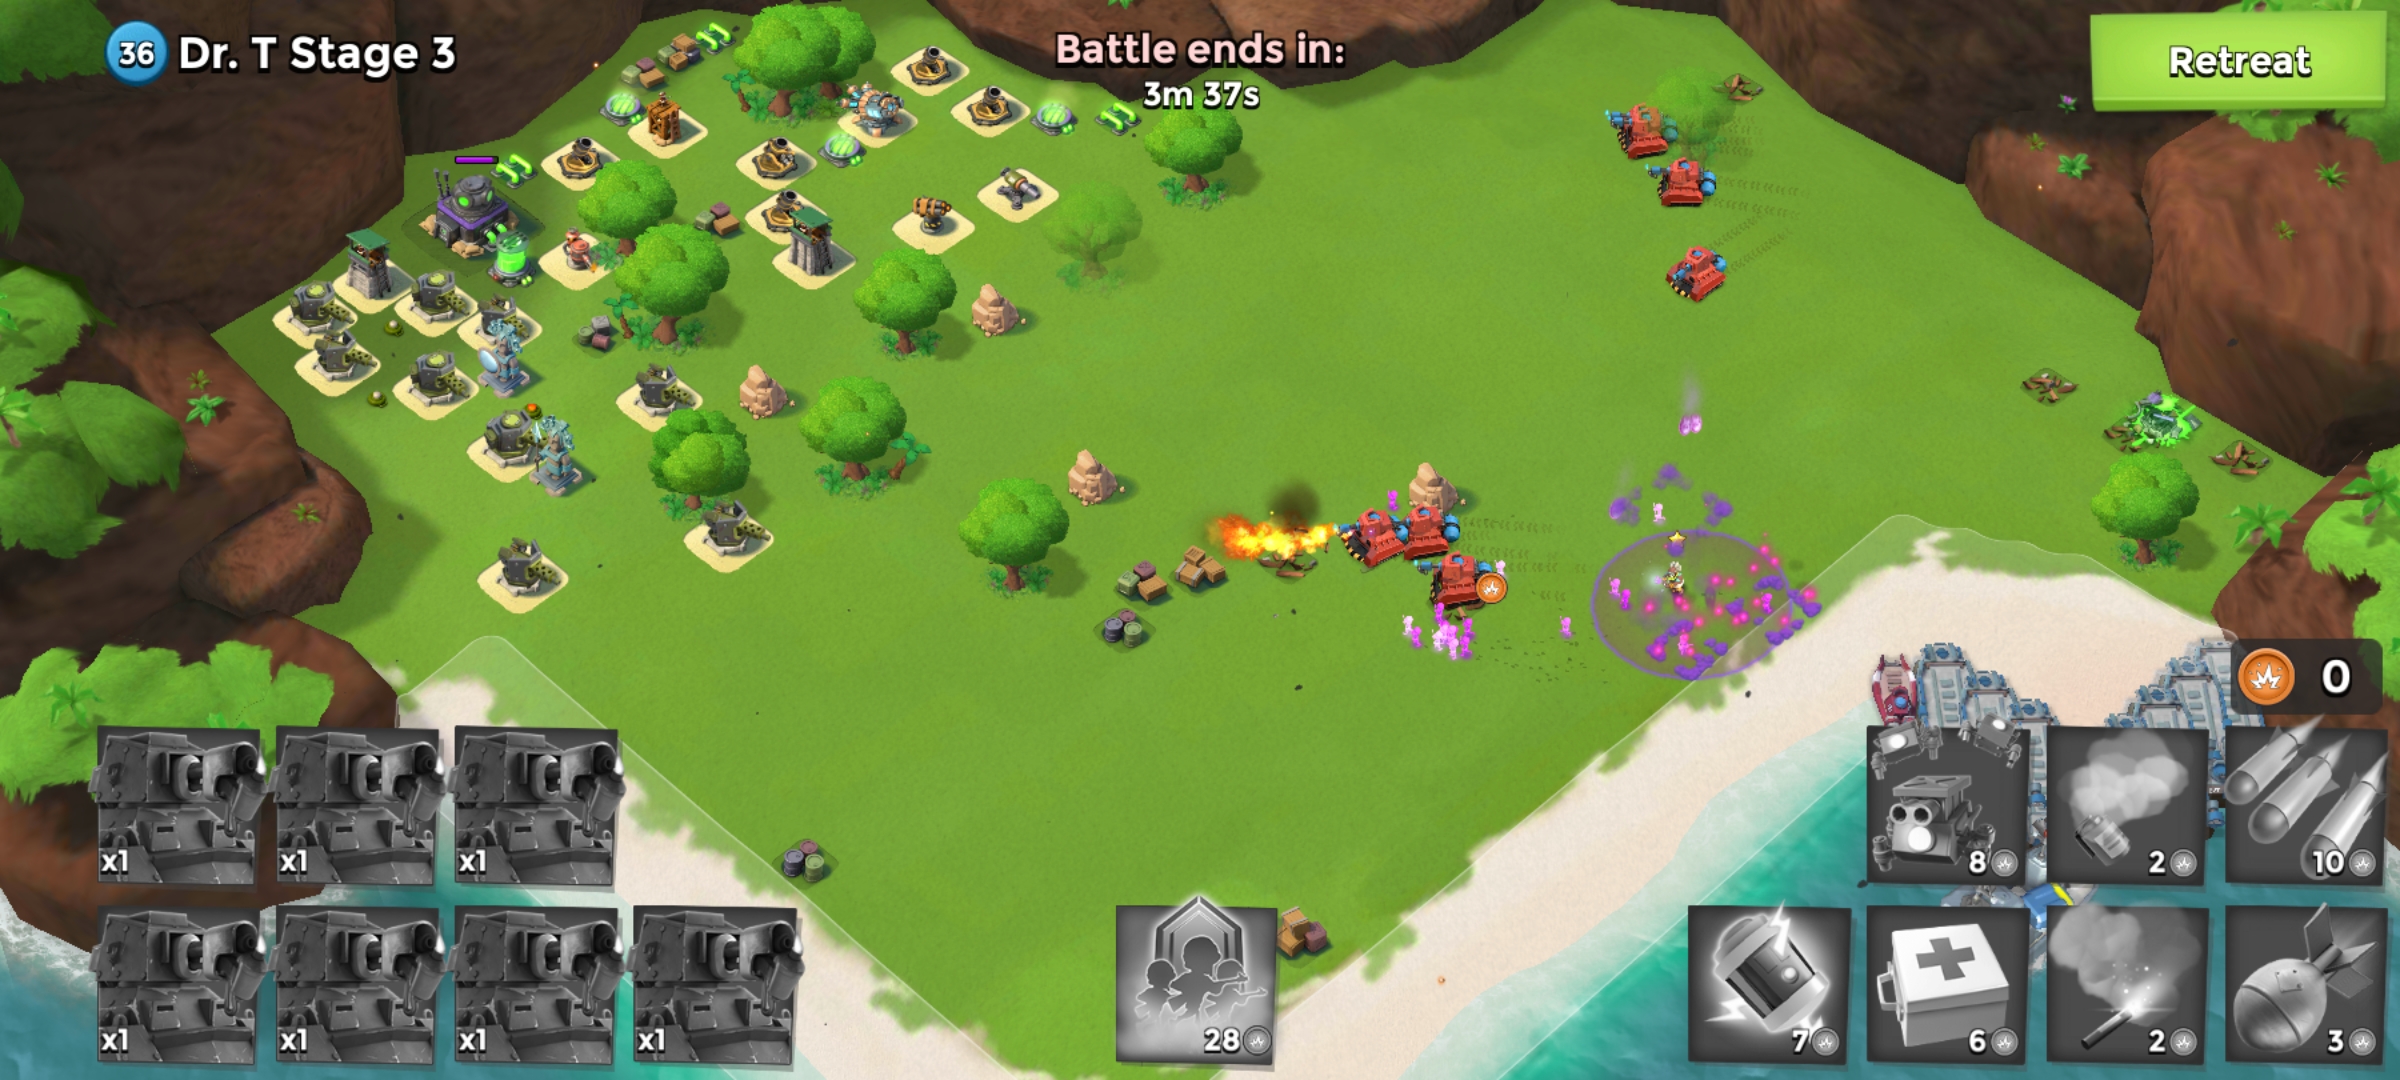 36 Dr. T Stage 3
Battle ends in:
3m 37s
Retreat
0
x1
x1
x1
8
2
10
x1
x1
x1
x1
28
7
6
2
3